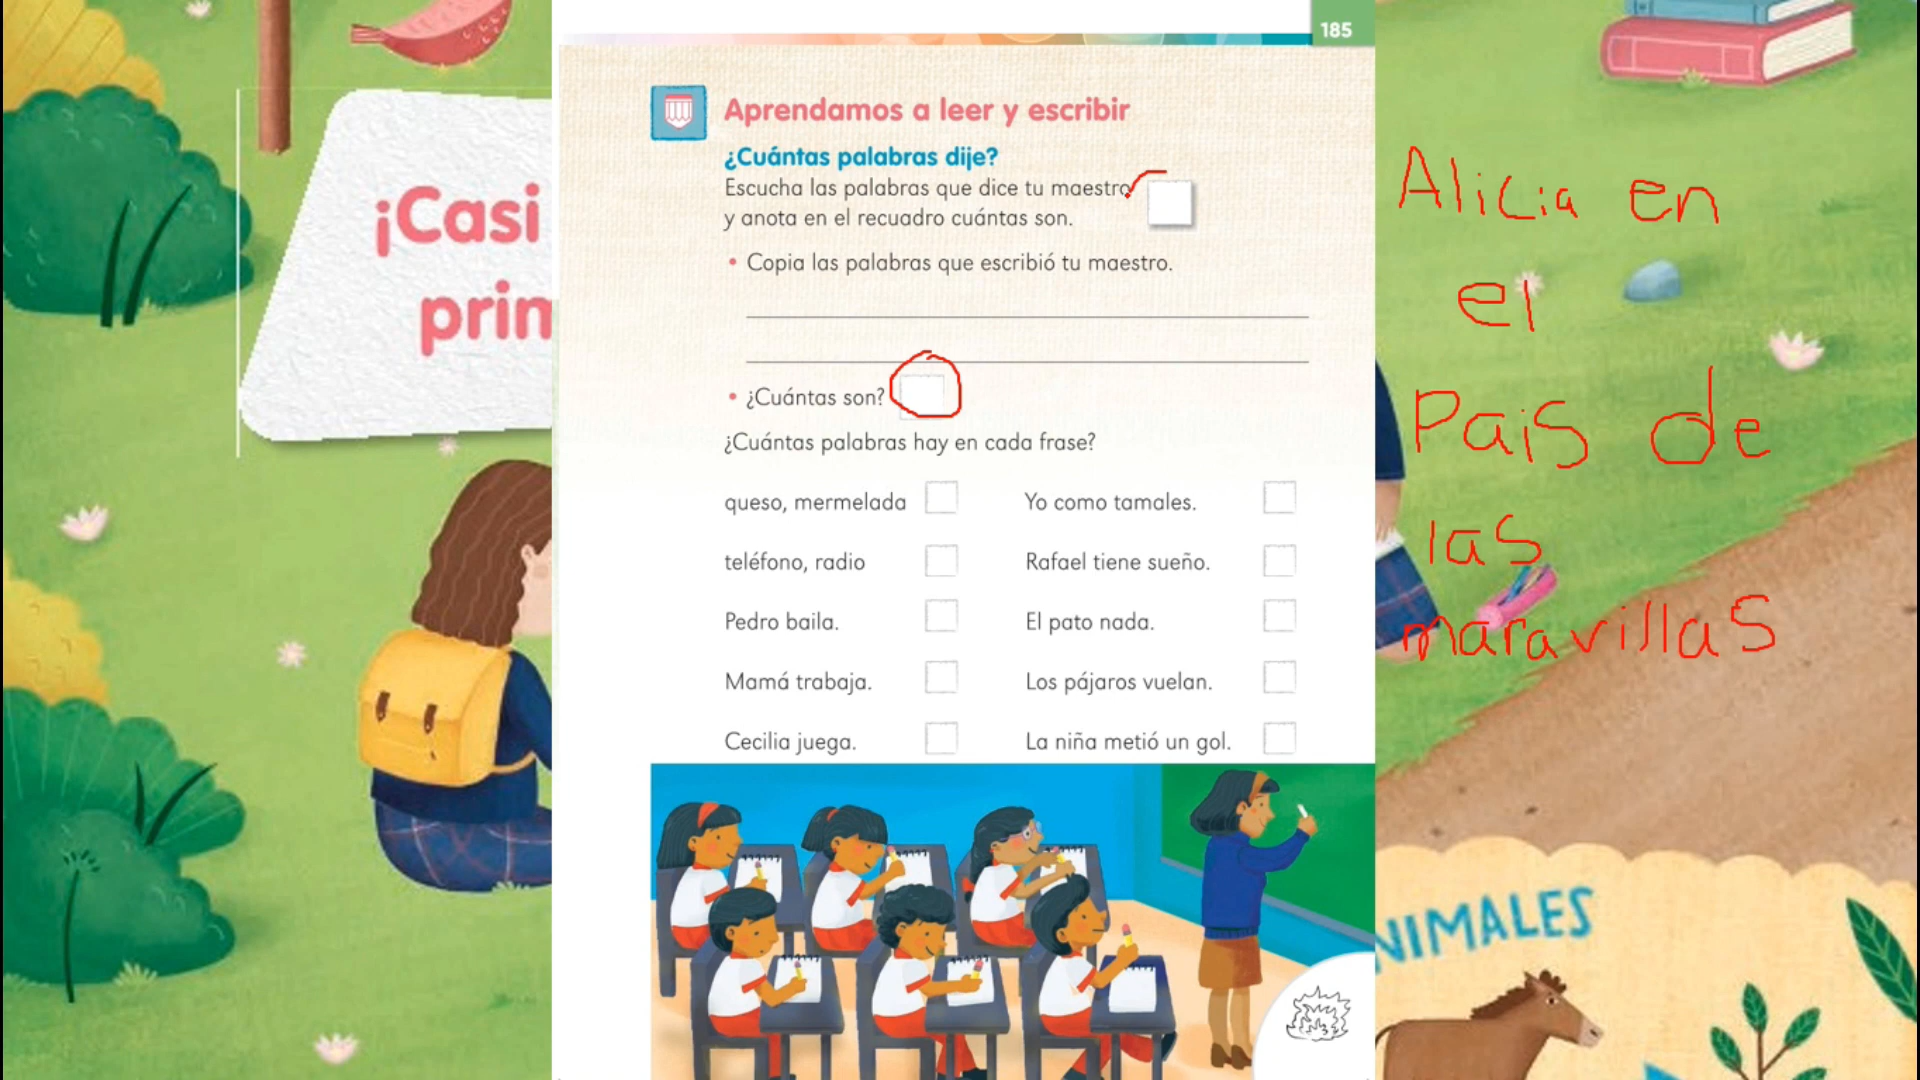 185
¡Casi
prim
Aprendamos a leer y escribir
¿Cuántas palabras dije?
Escucha las palabras que dice tu maestro
y anota en el recuadro cuántas son.
• Copia las palabras que escribió tu maestro.
• ¿Cuántas son?
¿Cuántas palabras hay en cada frase?
queso, mermelada
Yo como tamales.
teléfono, radio
Rafael tiene sueño.
Pedro baila.
El pato nada.
Mamá trabaja.
Los pájaros vuelan.
Cecilia juega.
La niña metió un gol.
Alicia en
el
Pais de
las
maravillas
NIMALES